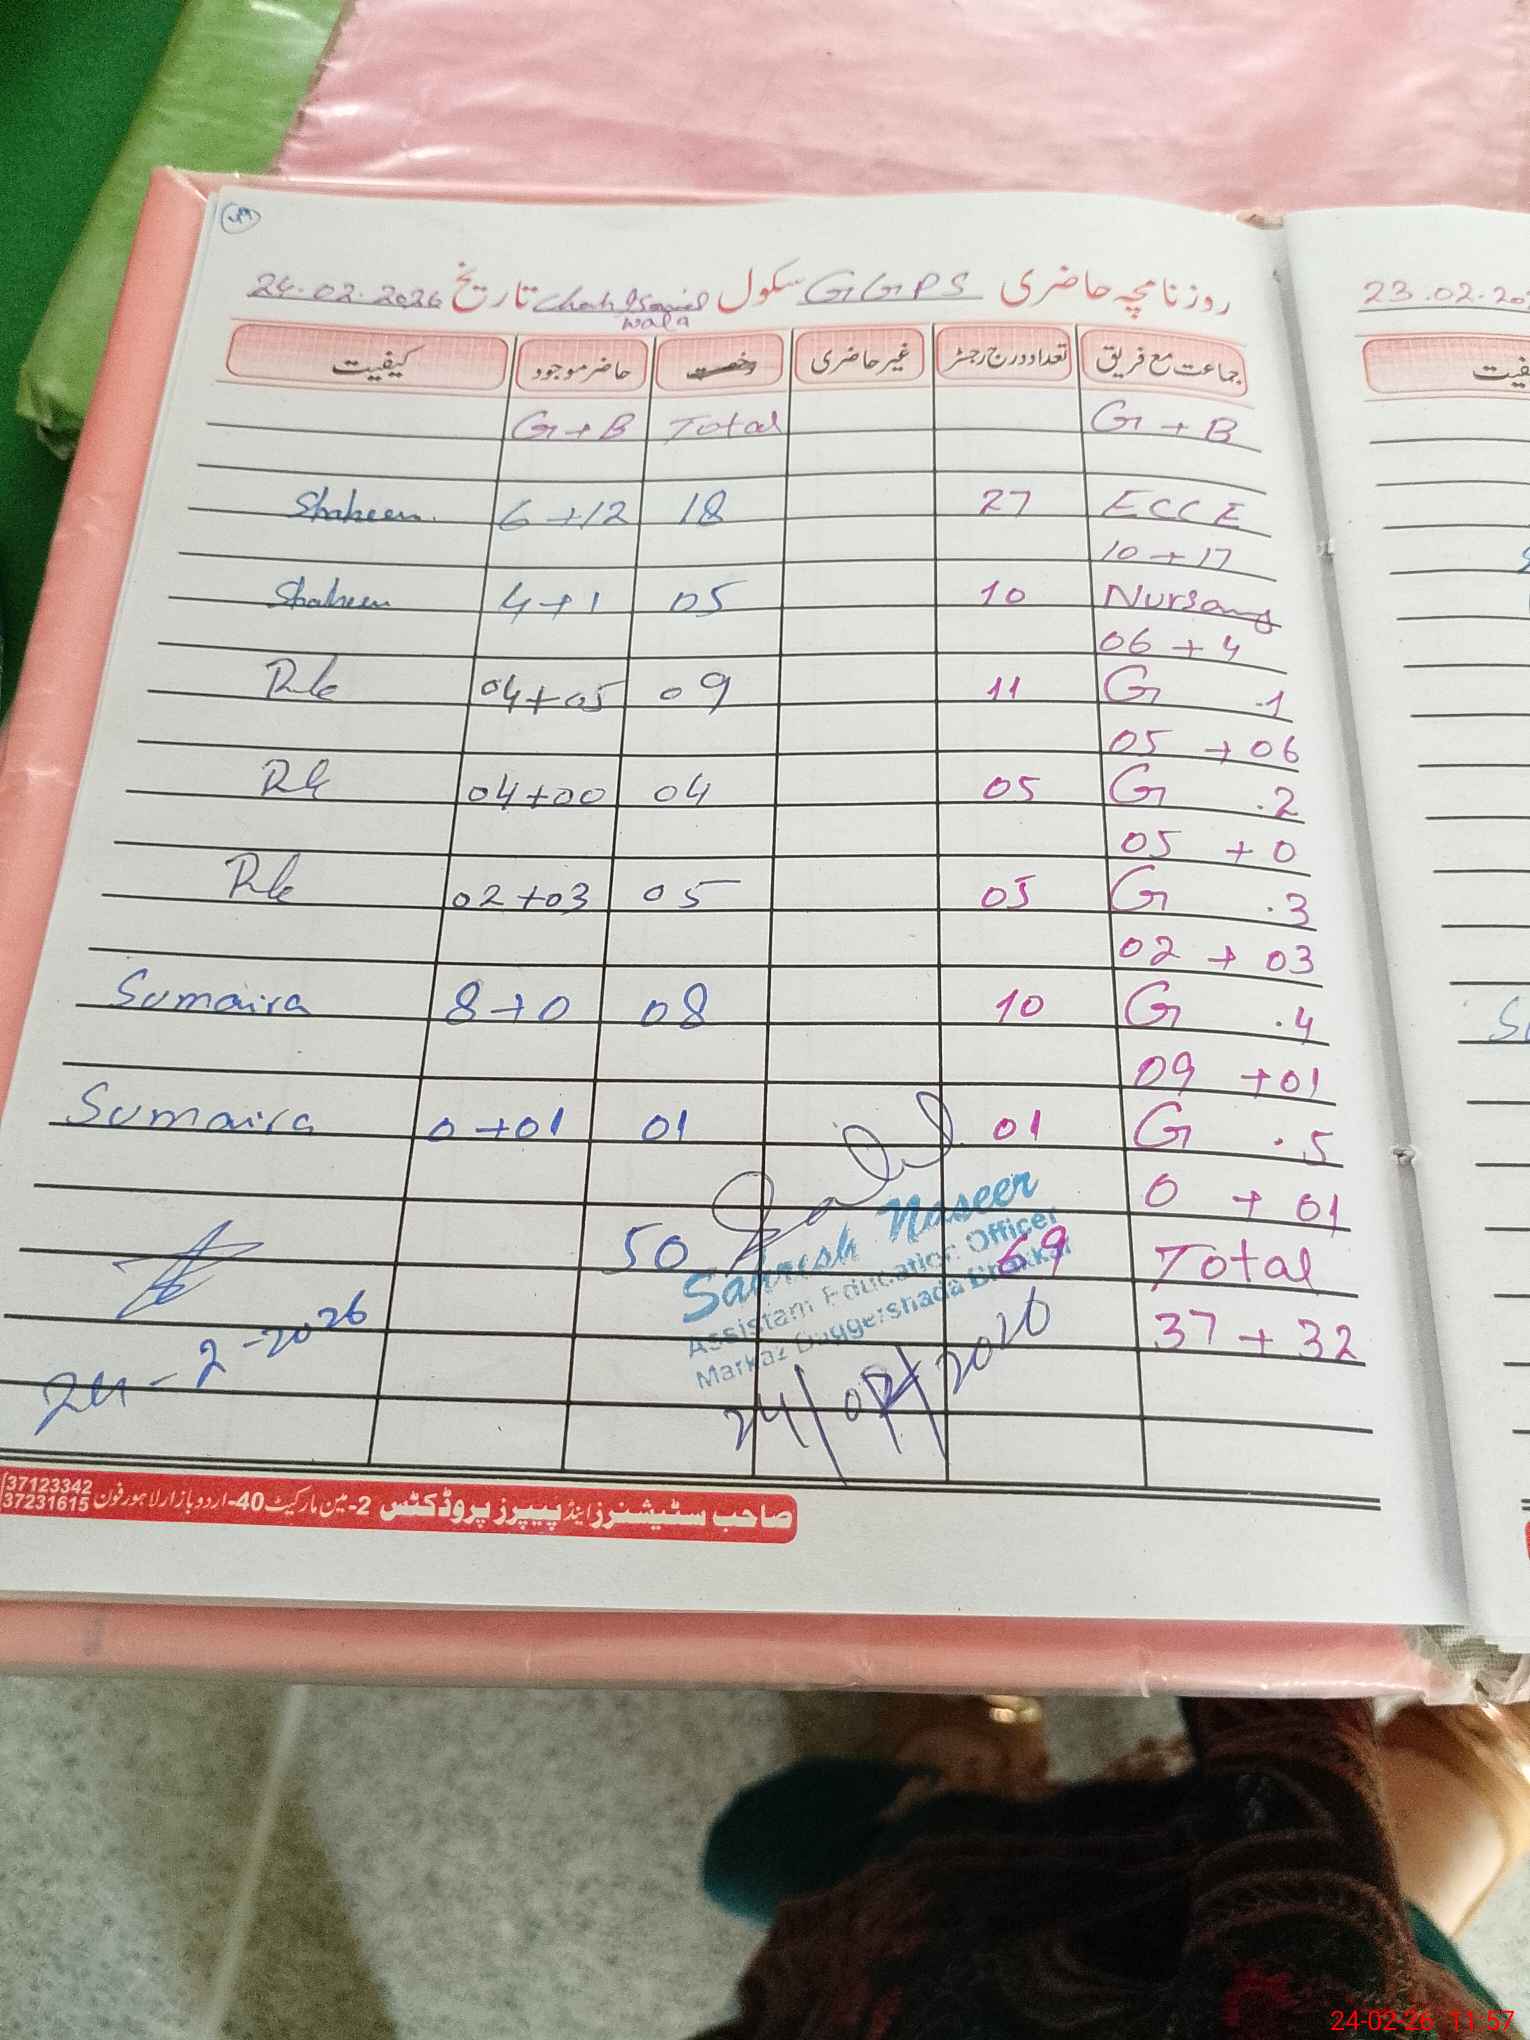 روزنامچہ حاضری GGPS سکول Chah Ismail wala تاریخ 24.02.2026
جماعت مع فریق تعداد درج رجسٹر غیر حاضری رخصت حاضر موجود کیفیت
G + B Total G + B
ECCE 27 18 6 + 12 Shaheen
10 + 17
Nursary 10 05 4 + 1 Shaheen
06 + 4
G .1 11 09 04 + 05
05 + 06
G .2 05 04 04 + 00
05 + 0
G .3 05 05 02 + 03
02 + 03
G .4 10 08 8 + 0 Sumaira
09 + 01
G .5 01 01 0 + 01 Sumaira
0 + 01
Total 69 50
37 + 32
Sahresh Naseer
Assistant Education Officer
Markaz Daggershada Bhakkar
24/02/2026
24-2-2026
صاحب سٹیشنرز اینڈ پیپرز پروڈکٹس 2-مین مارکیٹ 40-اردو بازار لاہور فون 37123342
37231615
23.02.20
کیفیت
24-02-26 11:57